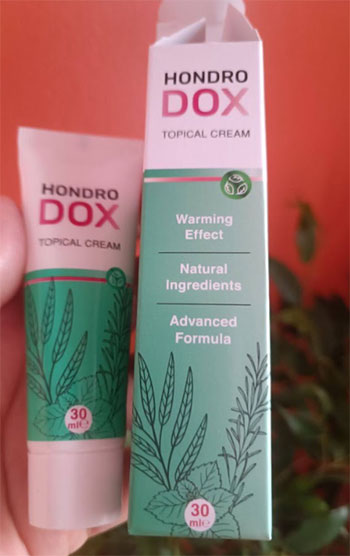 HONDRO
DOX
TOPICAL CREAM
30
ml℮
HONDRO
DOX
TOPICAL CREAM
Warming
Effect
Natural
Ingredients
Advanced
Formula
30
ml℮